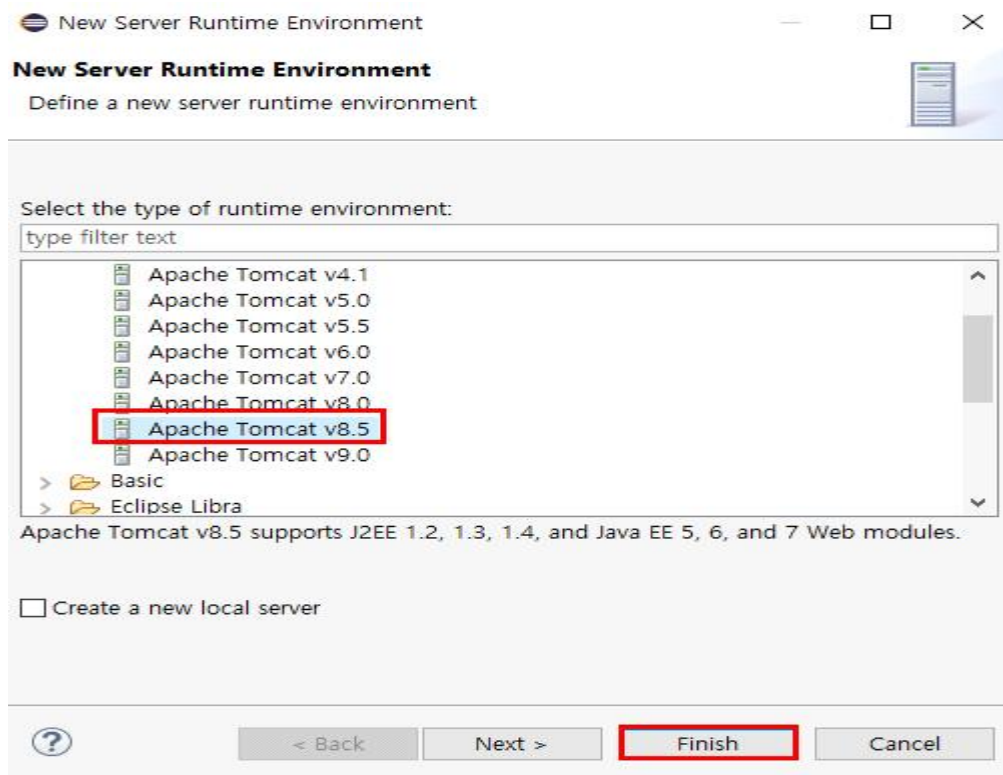 New Server Runtime Environment
New Server Runtime Environment
Define a new server runtime environment
Select the type of runtime environment:
type filter text
Apache Tomcat v4.1
Apache Tomcat v5.0
Apache Tomcat v5.5
Apache Tomcat v6.0
Apache Tomcat v7.0
Apache Tomcat v8.0
Apache Tomcat v8.5
Apache Tomcat v9.0
> Basic
> Eclipse Libra
Apache Tomcat v8.5 supports J2EE 1.2, 1.3, 1.4, and Java EE 5, 6, and 7 Web modules.
Create a new local server
? < Back Next > Finish Cancel